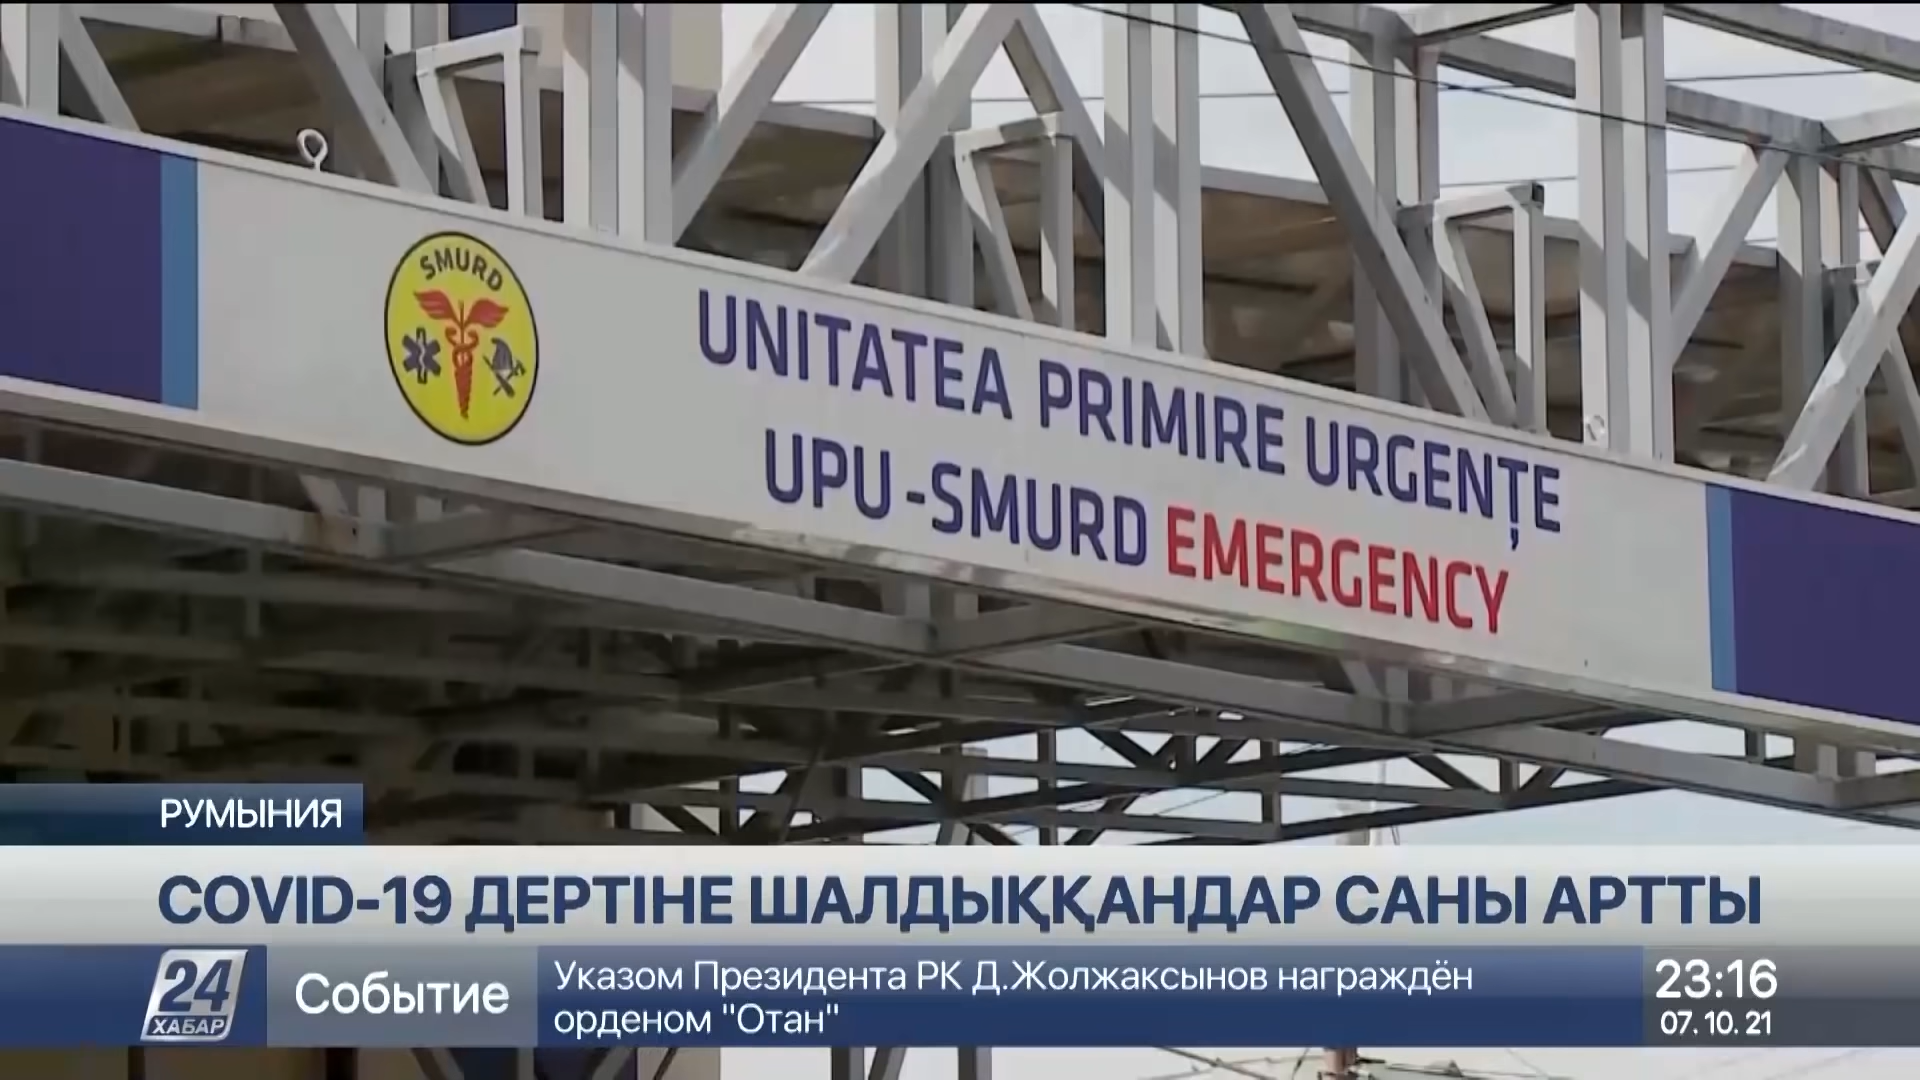 SMURD
UNITATEA PRIMIRE URGENȚE
UPU-SMURD EMERGENCY
РУМЫНИЯ
COVID-19 ДЕРТІНЕ ШАЛДЫҚҚАНДАР САНЫ АРТТЫ
24
ХАБАР
Событие
Указом Президента РК Д.Жолжаксынов награждён
орденом "Отан"
23:16
07. 10. 21